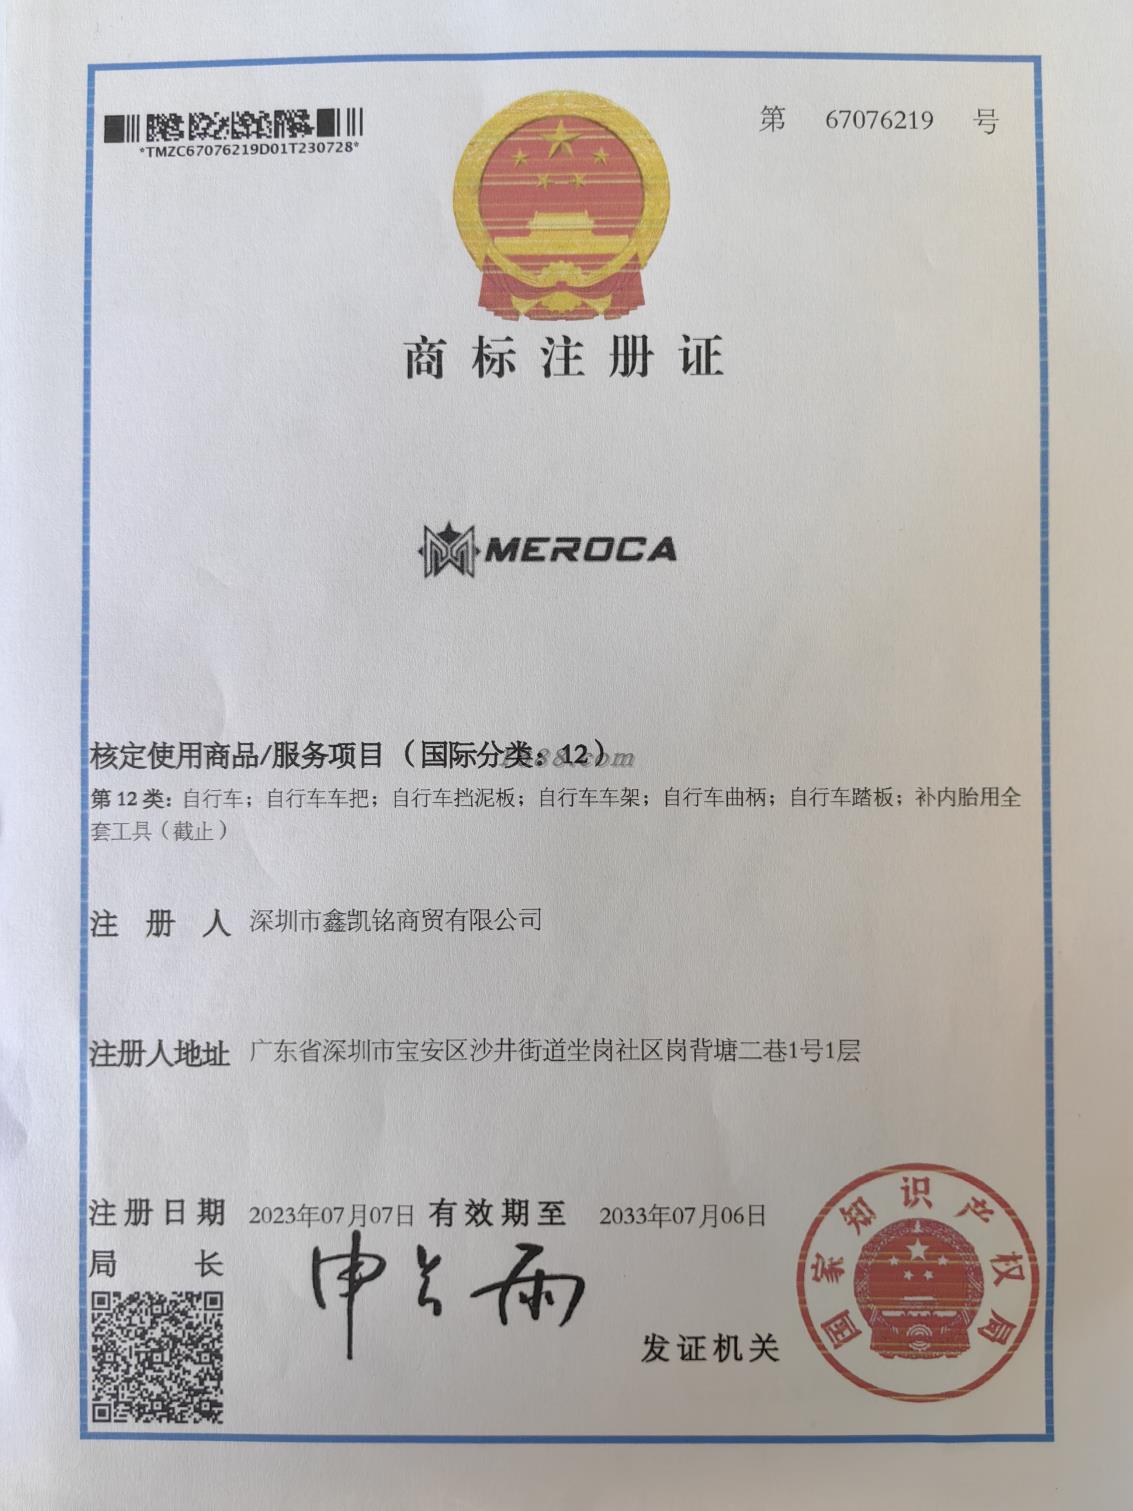 第 67076219 号
*TMZC67076219D01T230728*
商标注册证
MEROCA
核定使用商品/服务项目（国际分类：12）
第 12 类：自行车；自行车车把；自行车挡泥板；自行车车架；自行车曲柄；自行车踏板；补内胎用全
套工具（截止）
注册人 深圳市鑫凯铭商贸有限公司
注册人地址 广东省深圳市宝安区沙井街道坣岗社区岗背塘二巷1号1层
注册日期 2023年07月07日 有效期至 2033年07月06日
局长 申长雨
发证机关
国家知识产权局